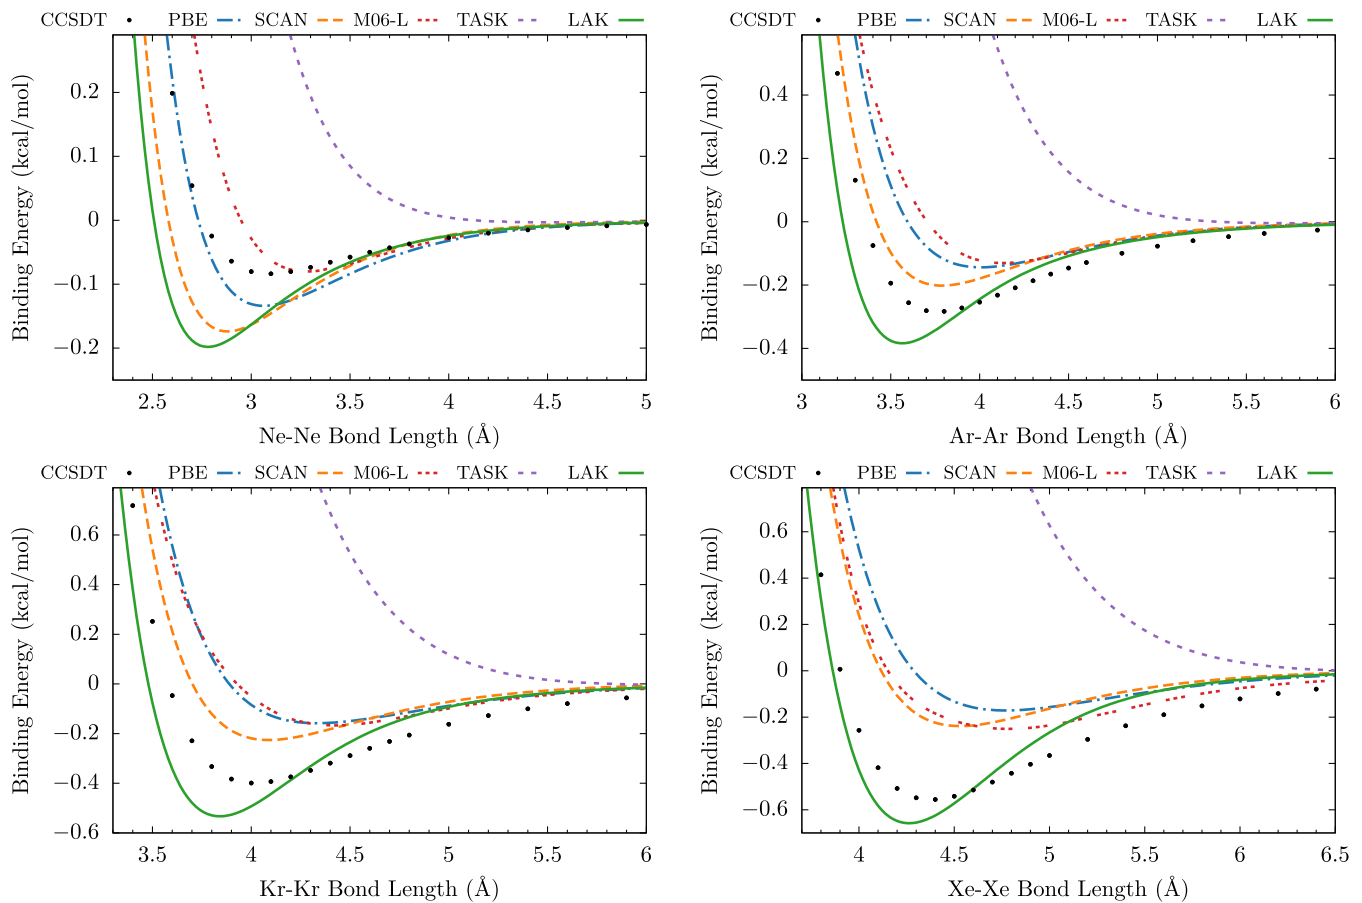 CCSDT PBE SCAN M06-L TASK LAK
0.2
0.1
0
−0.1
−0.2
2.5 3 3.5 4 4.5 5
Binding Energy (kcal/mol)
Ne-Ne Bond Length (Å)
CCSDT PBE SCAN M06-L TASK LAK
0.4
0.2
0
−0.2
−0.4
3 3.5 4 4.5 5 5.5 6
Binding Energy (kcal/mol)
Ar-Ar Bond Length (Å)
CCSDT PBE SCAN M06-L TASK LAK
0.6
0.4
0.2
0
−0.2
−0.4
−0.6
3.5 4 4.5 5 5.5 6
Binding Energy (kcal/mol)
Kr-Kr Bond Length (Å)
CCSDT PBE SCAN M06-L TASK LAK
0.6
0.4
0.2
0
−0.2
−0.4
−0.6
4 4.5 5 5.5 6 6.5
Binding Energy (kcal/mol)
Xe-Xe Bond Length (Å)